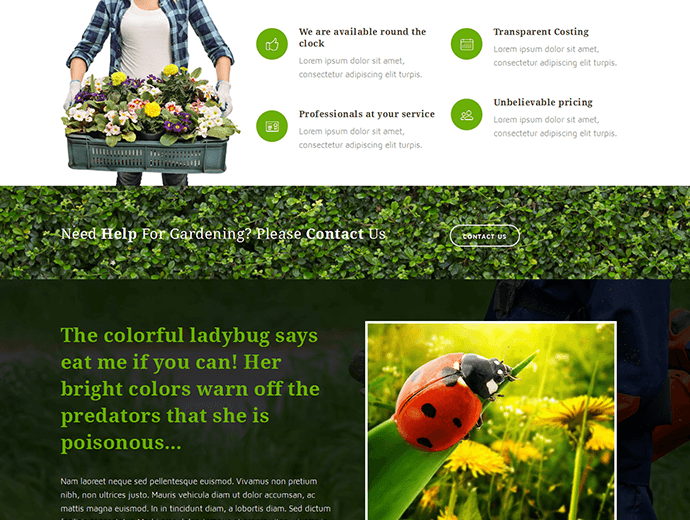 We are available round the
clock
Lorem ipsum dolor sit amet,
consectetur adipiscing elit turpis.
Transparent Costing
Lorem ipsum dolor sit amet,
consectetur adipiscing elit turpis.
Professionals at your service
Lorem ipsum dolor sit amet,
consectetur adipiscing elit turpis.
Unbelievable pricing
Lorem ipsum dolor sit amet,
consectetur adipiscing elit turpis.
Need Help For Gardening? Please Contact Us
CONTACT US
The colorful ladybug says
eat me if you can! Her
bright colors warn off the
predators that she is
poisonous...
Nam laoreet neque sed pellentesque euismod. Vivamus non pretium
nibh, non ultrices justo. Mauris vehicula diam ut dolor accumsan, ac
mattis magna euismod. In in tincidunt diam, a lobortis diam. Sed dictum